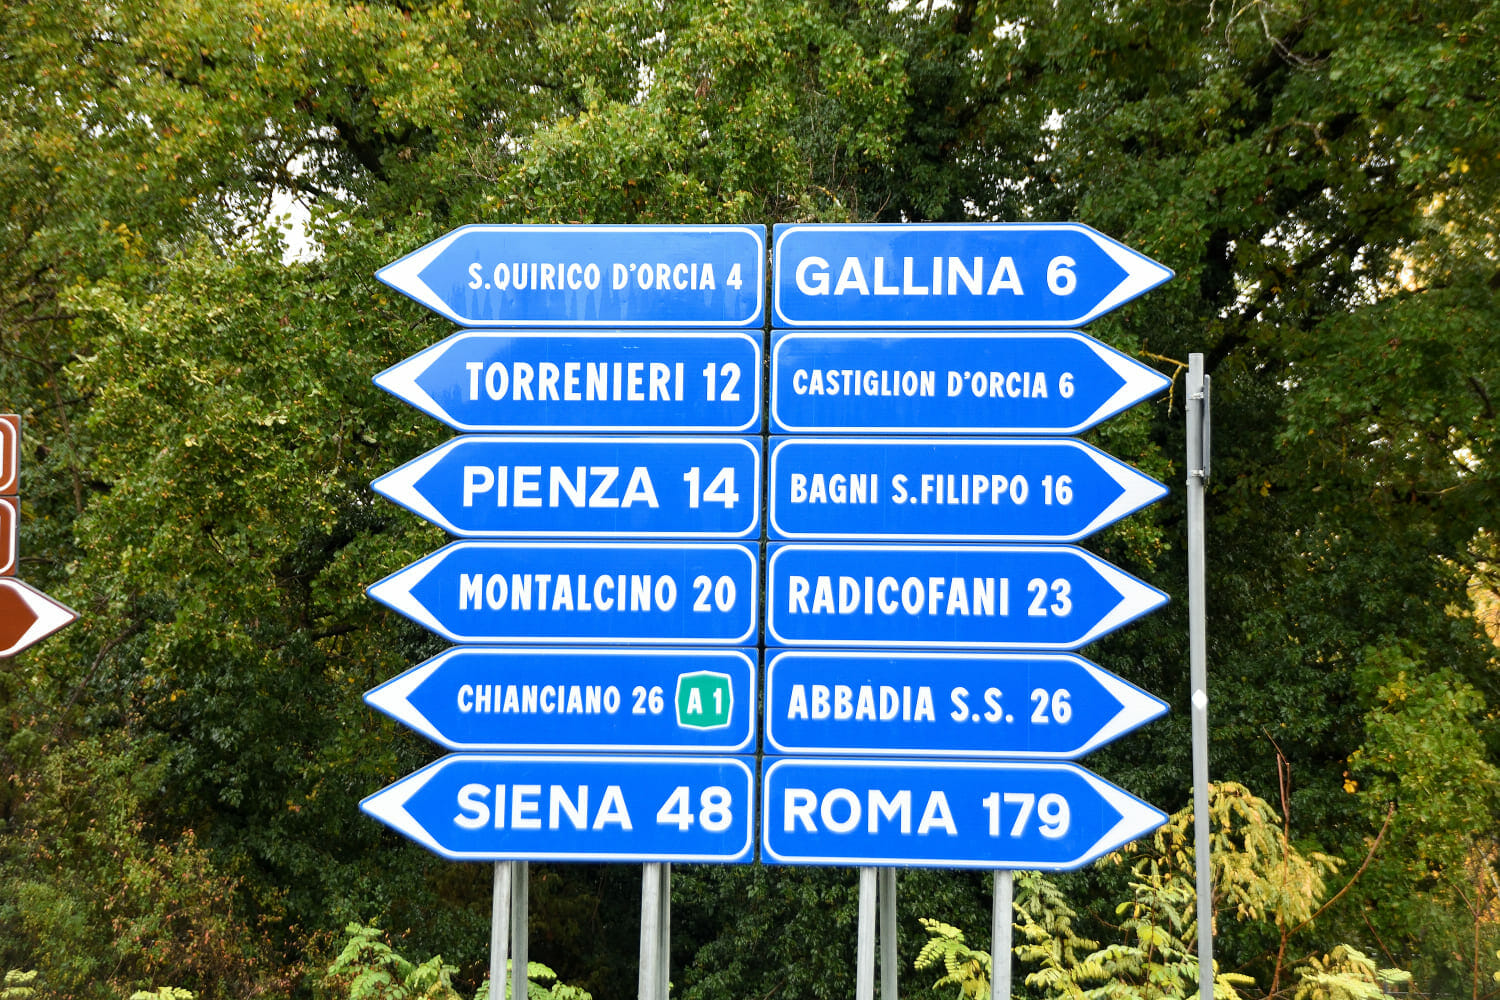 S.QUIRICO D'ORCIA 4
TORRENIERI 12
PIENZA 14
MONTALCINO 20
CHIANCIANO 26 A 1
SIENA 48
GALLINA 6
CASTIGLION D'ORCIA 6
BAGNI S.FILIPPO 16
RADICOFANI 23
ABBADIA S.S. 26
ROMA 179